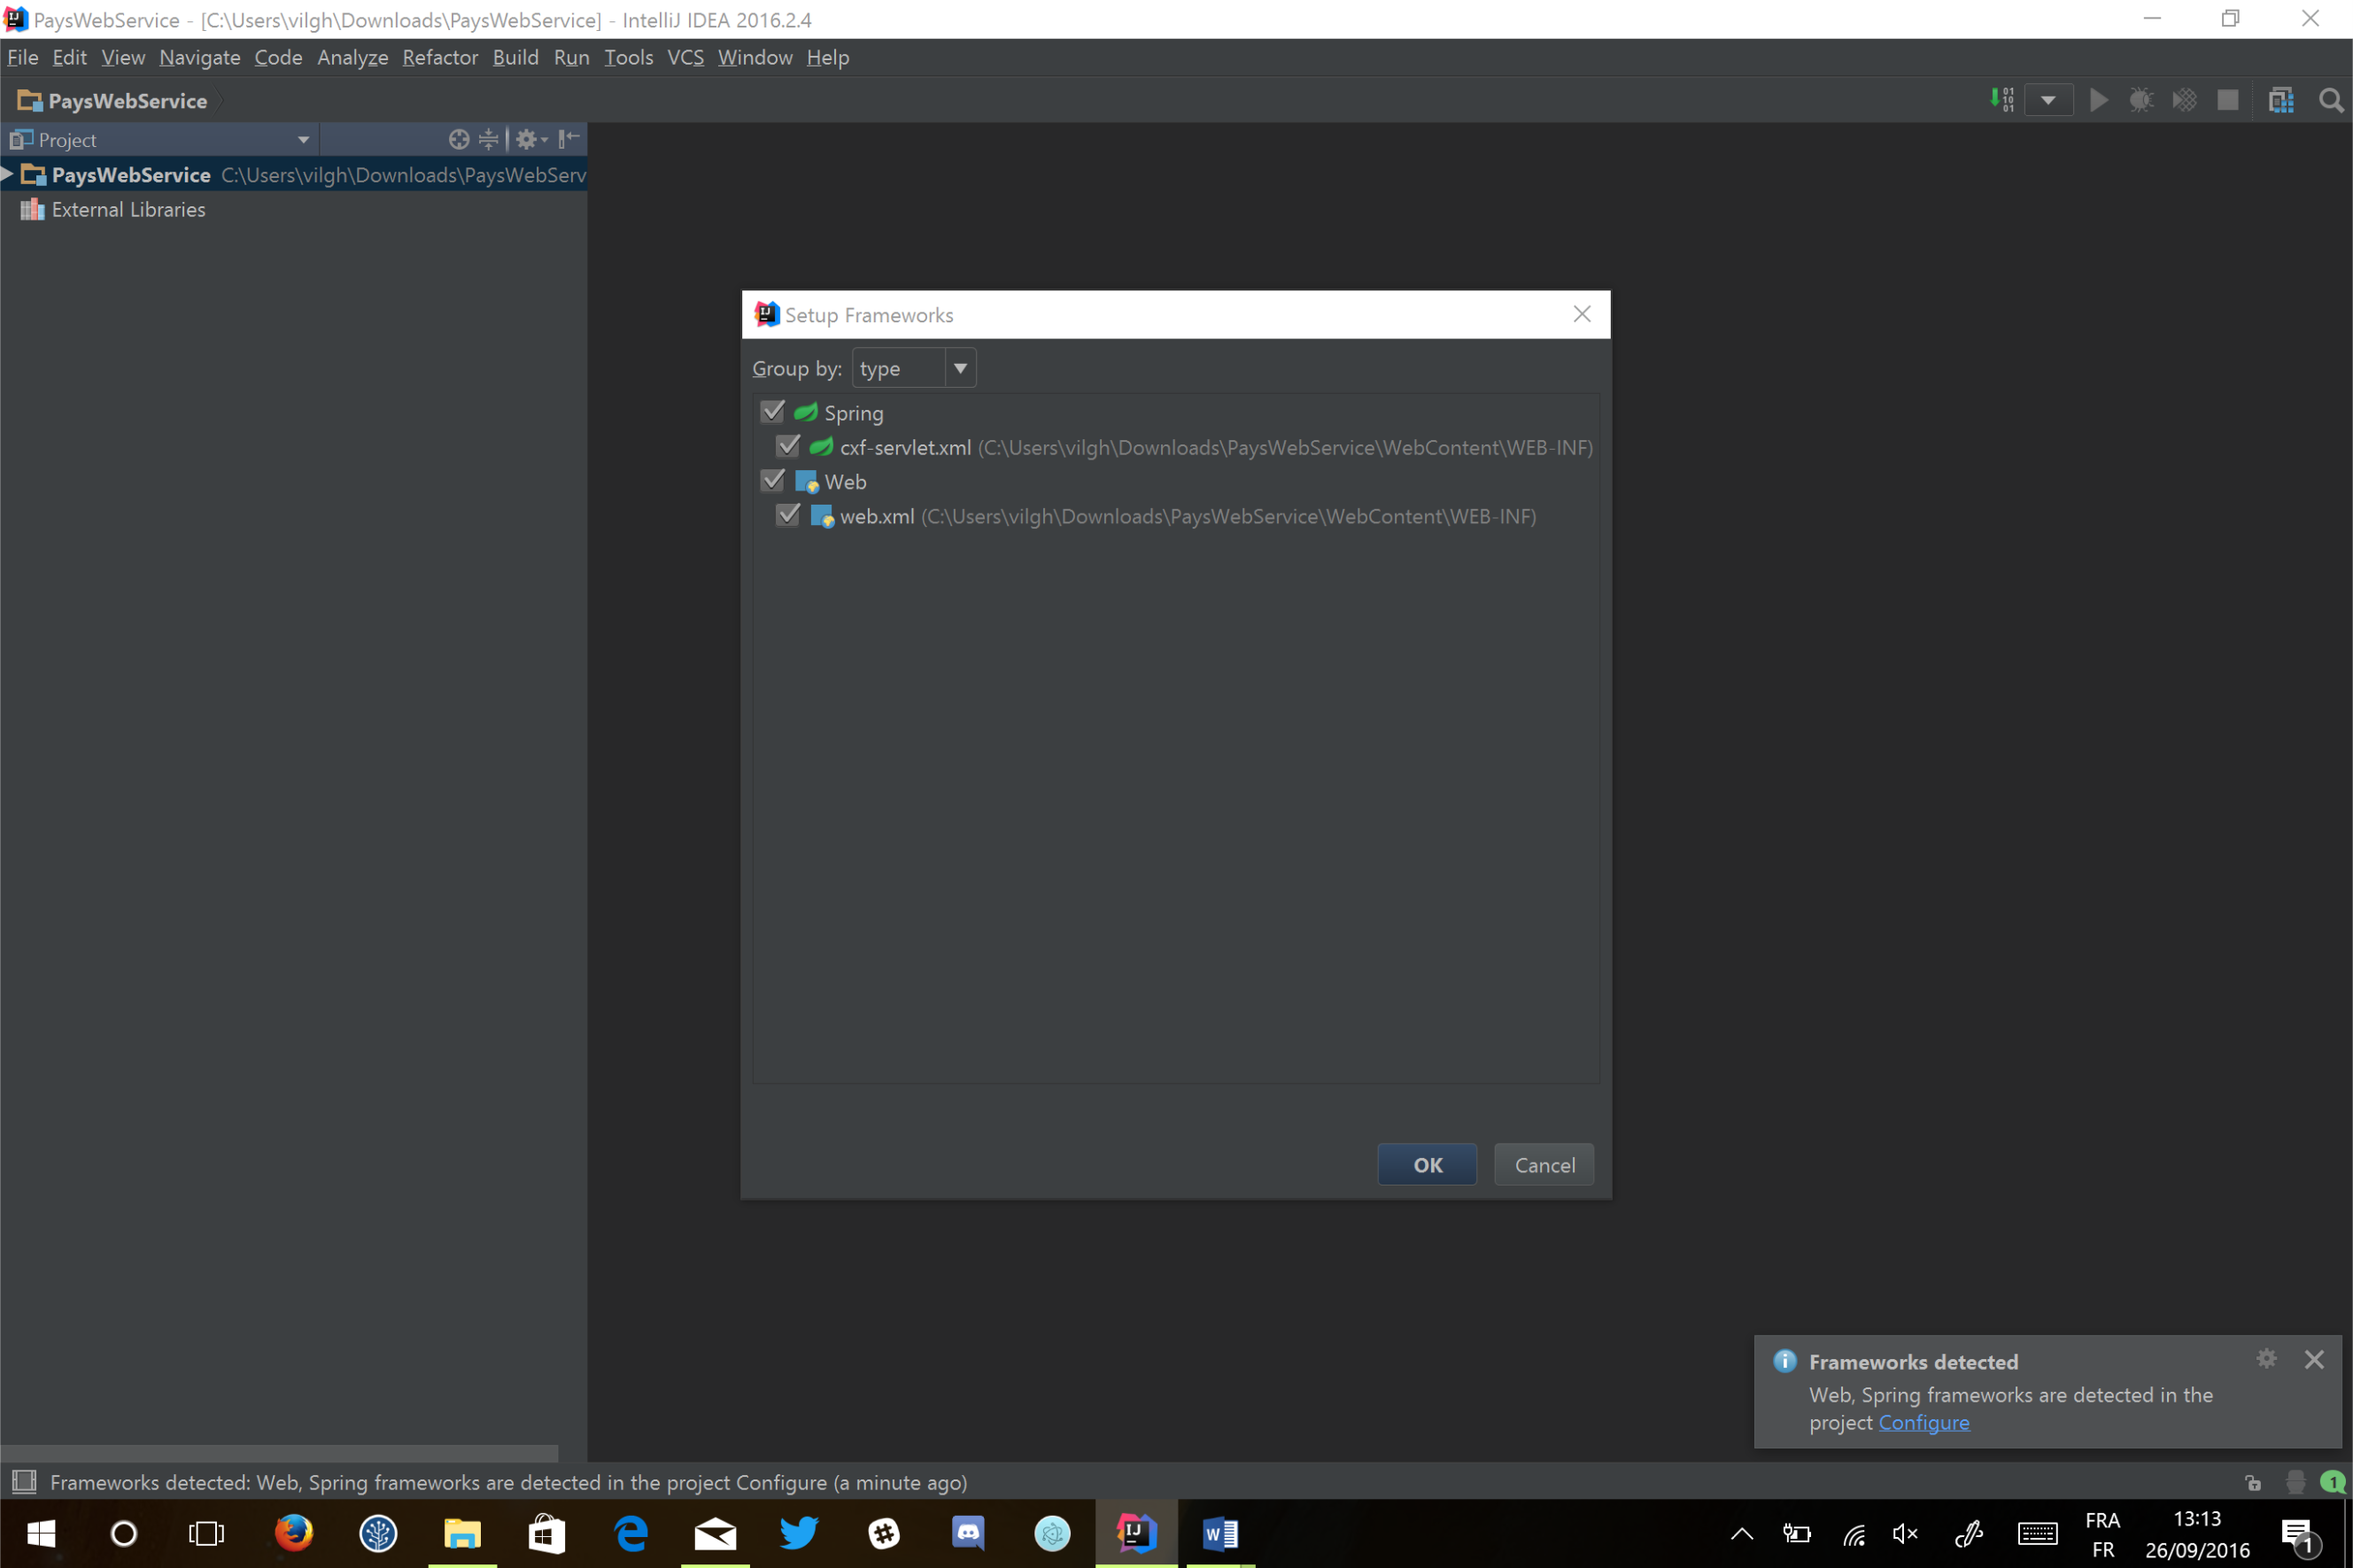 PaysWebService - [C:\Users\vilgh\Downloads\PaysWebService] - IntelliJ IDEA 2016.2.4
File Edit View Navigate Code Analyze Refactor Build Run Tools VCS Window Help
PaysWebService
Project
PaysWebService C:\Users\vilgh\Downloads\PaysWebServ
External Libraries
Setup Frameworks
Group by: type
Spring
cxf-servlet.xml (C:\Users\vilgh\Downloads\PaysWebService\WebContent\WEB-INF)
Web
web.xml (C:\Users\vilgh\Downloads\PaysWebService\WebContent\WEB-INF)
OK Cancel
Frameworks detected
Web, Spring frameworks are detected in the
project Configure
Frameworks detected: Web, Spring frameworks are detected in the project Configure (a minute ago)
1
FRA
FR
13:13
26/09/2016
1